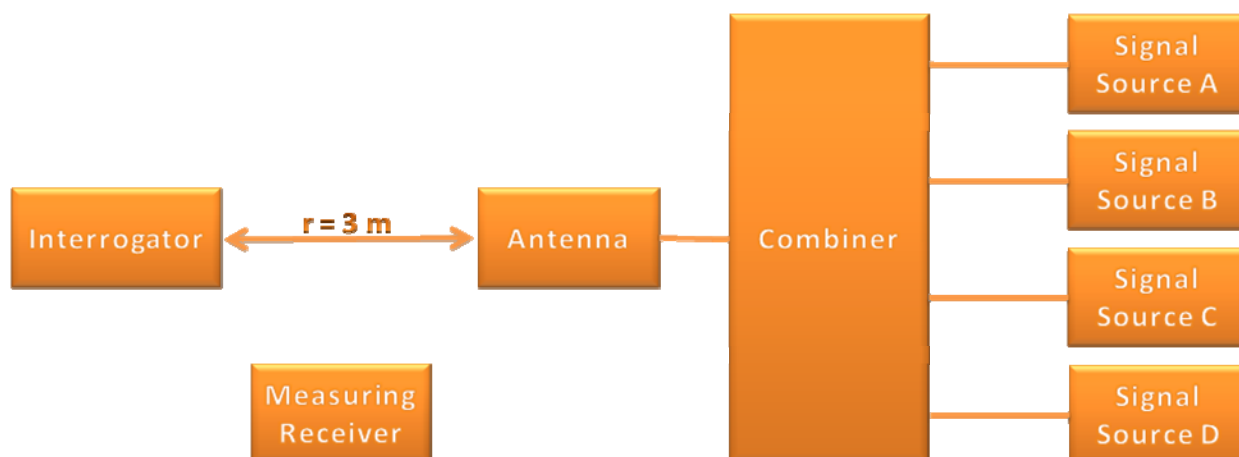 Interrogator
r = 3 m
Antenna
Combiner
Signal
Source A
Signal
Source B
Signal
Source C
Signal
Source D
Measuring
Receiver